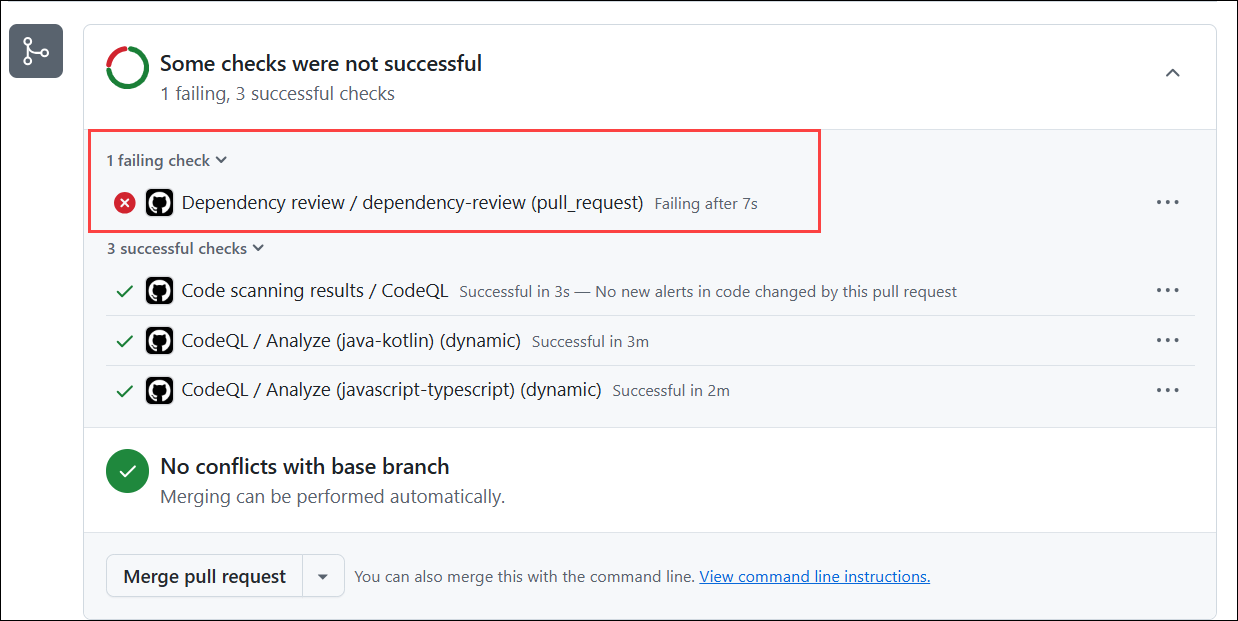 Some checks were not successful
1 failing, 3 successful checks
1 failing check
Dependency review / dependency-review (pull_request) Failing after 7s
3 successful checks
Code scanning results / CodeQL Successful in 3s — No new alerts in code changed by this pull request
CodeQL / Analyze (java-kotlin) (dynamic) Successful in 3m
CodeQL / Analyze (javascript-typescript) (dynamic) Successful in 2m
No conflicts with base branch
Merging can be performed automatically.
Merge pull request You can also merge this with the command line. View command line instructions.